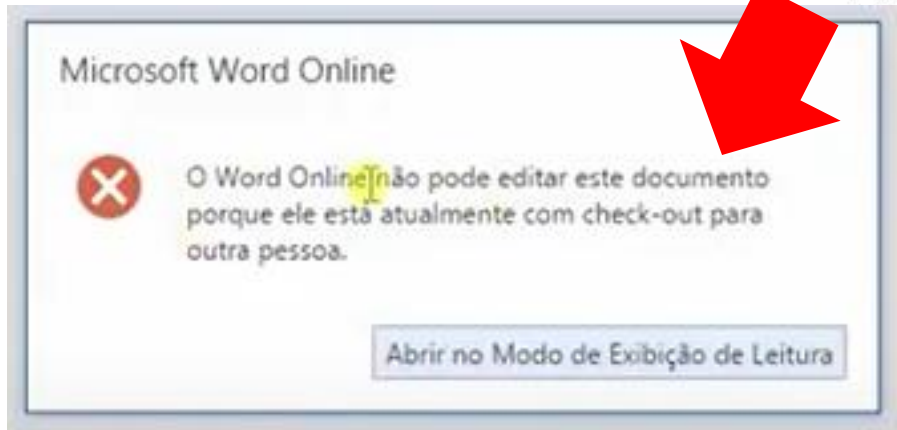 Microsoft Word Online
O Word Online não pode editar este documento
porque ele está atualmente com check-out para
outra pessoa.
Abrir no Modo de Exibição de Leitura